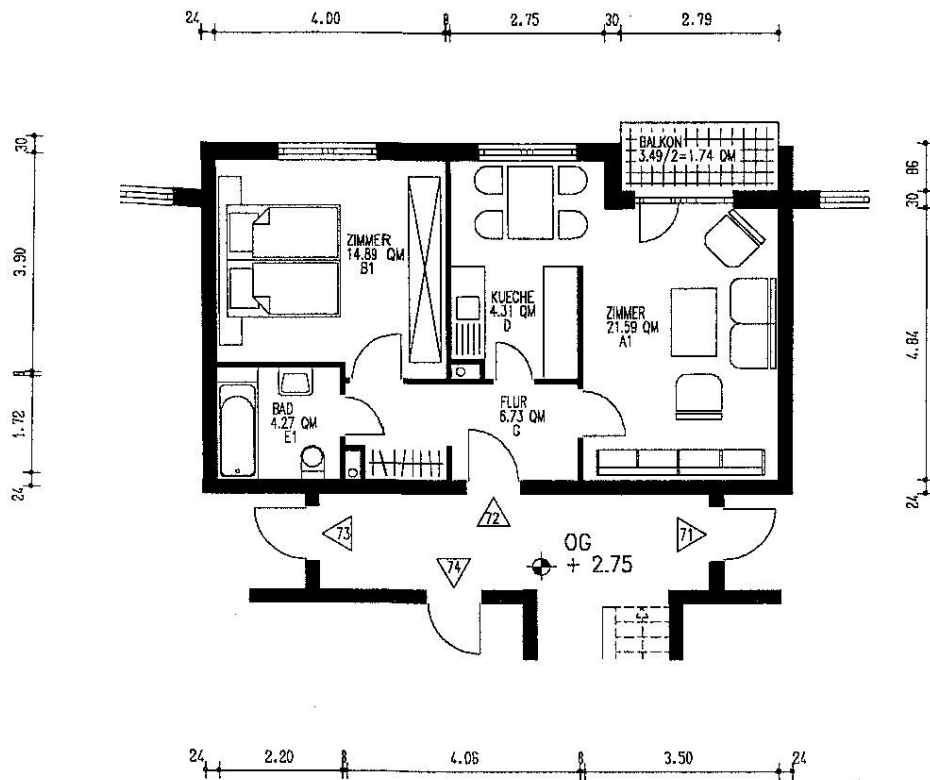 24 4.00 8 2.75 30 2.79
30
3.90
8
1.72
24
BALKON
3.49/2=1.74 QM
86
30
4.84
24
ZIMMER
14.89 QM
B1
KUECHE
4.31 QM
D
ZIMMER
21.59 QM
A1
BAD
4.27 QM
E1
FLUR
6.73 QM
G
73
72
71
74
OG
+ 2.75
24 2.20 8 4.06 8 3.50 24